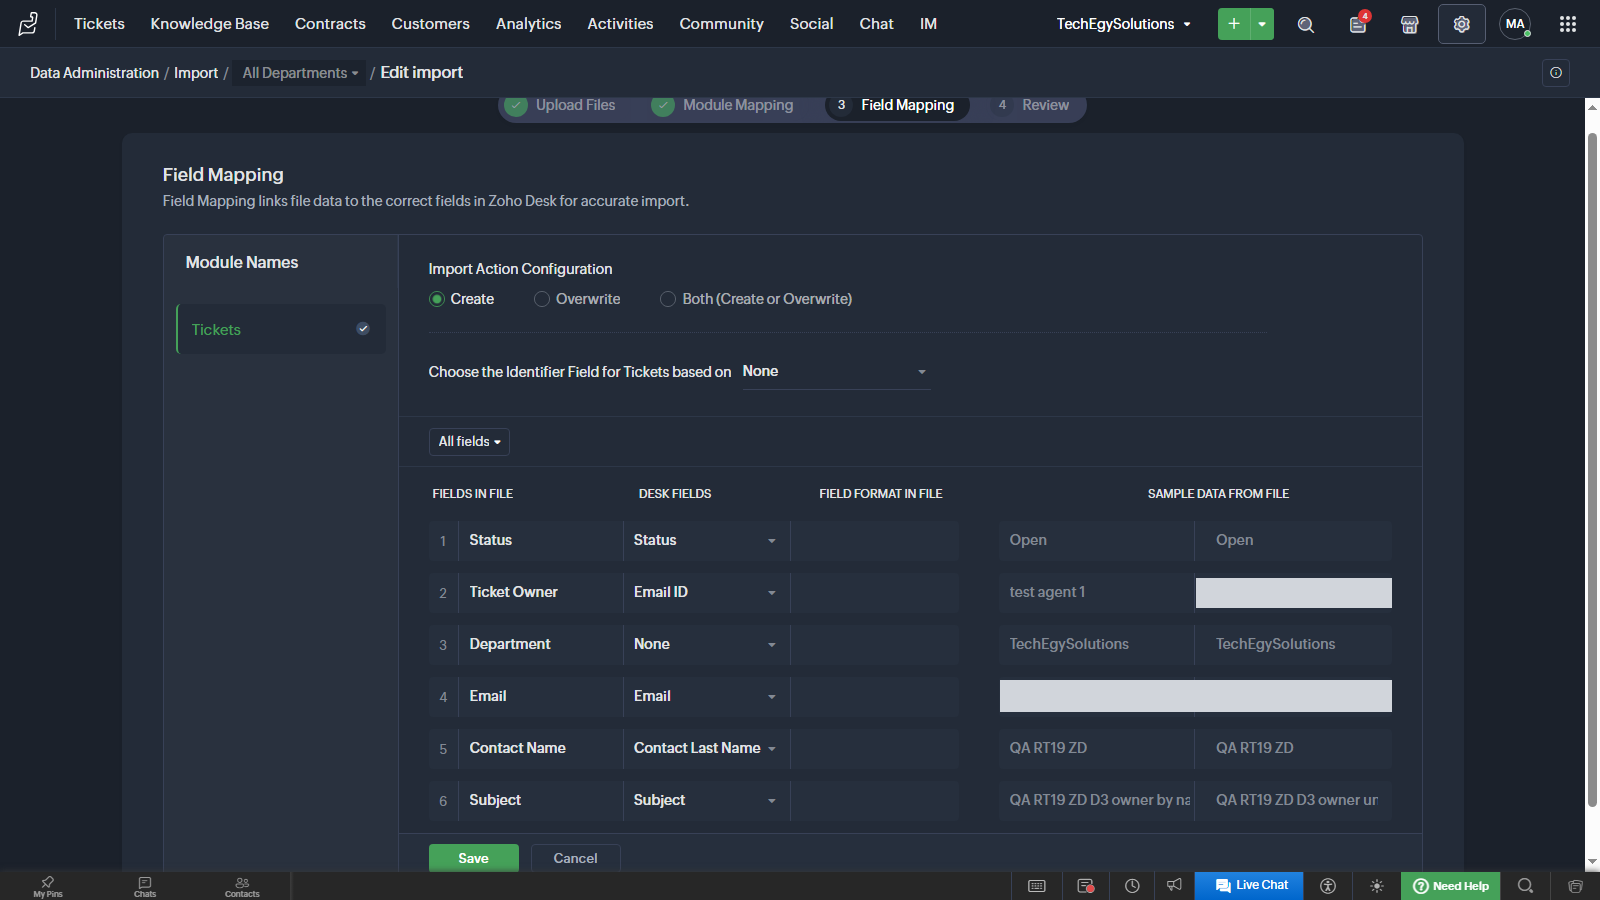 Tickets Knowledge Base Contracts Customers Analytics Activities Community Social Chat IM TechEgySolutions 4 MA
Data Administration / Import / All Departments / Edit import
Upload Files Module Mapping 3 Field Mapping 4 Review
Field Mapping
Field Mapping links file data to the correct fields in Zoho Desk for accurate import.
Module Names
Tickets
Import Action Configuration
Create Overwrite Both (Create or Overwrite)
Choose the Identifier Field for Tickets based on None
All fields
FIELDS IN FILE DESK FIELDS FIELD FORMAT IN FILE SAMPLE DATA FROM FILE
1 Status Status Open Open
2 Ticket Owner Email ID test agent 1
3 Department None TechEgySolutions TechEgySolutions
4 Email Email
5 Contact Name Contact Last Name QA RT19 ZD QA RT19 ZD
6 Subject Subject QA RT19 ZD D3 owner by na QA RT19 ZD D3 owner un
Save Cancel
My Pins Chats Contacts Live Chat Need Help